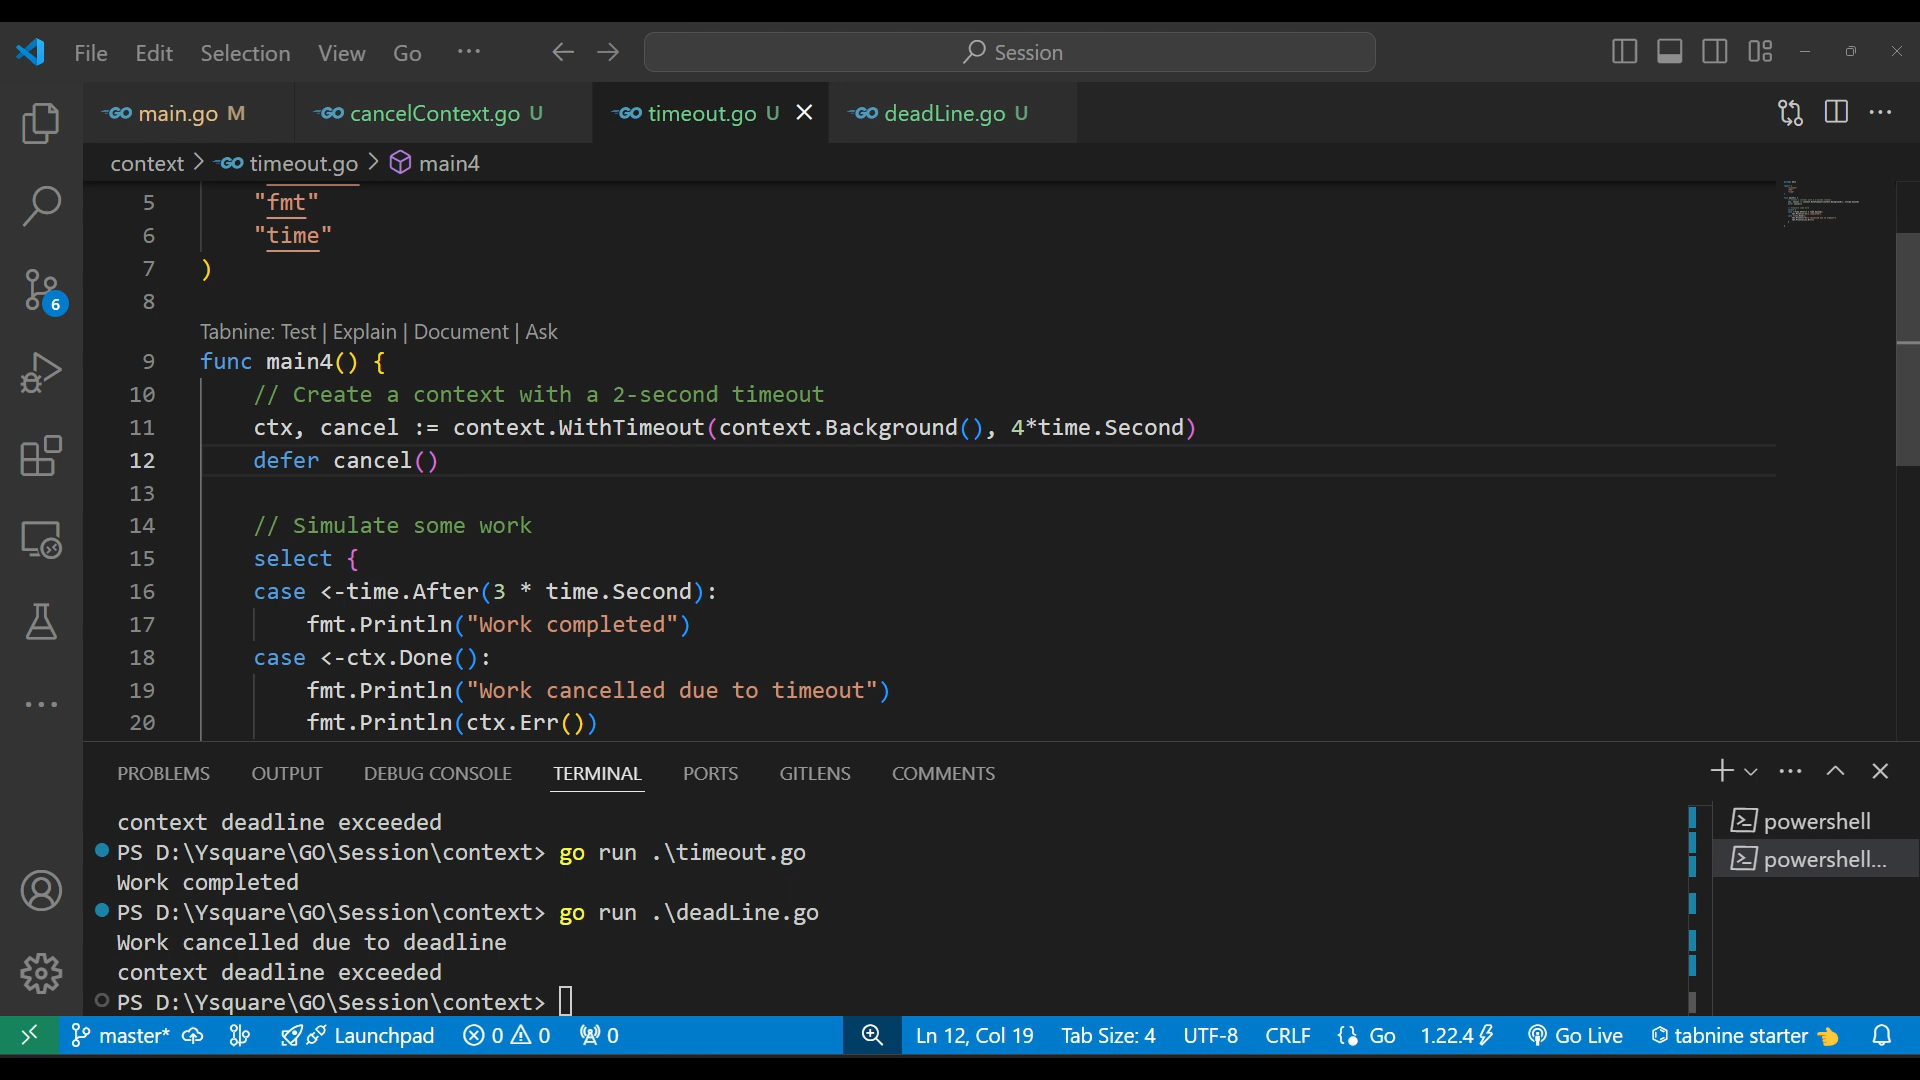 File Edit Selection View Go ··· Session
main.go M cancelContext.go U timeout.go U deadLine.go U
context > timeout.go > main4
5 "fmt"
6 "time"
7 )
8
Tabnine: Test | Explain | Document | Ask
9 func main4() {
10 // Create a context with a 2-second timeout
11 ctx, cancel := context.WithTimeout(context.Background(), 4*time.Second)
12 defer cancel()
13
14 // Simulate some work
15 select {
16 case <-time.After(3 * time.Second):
17 fmt.Println("Work completed")
18 case <-ctx.Done():
19 fmt.Println("Work cancelled due to timeout")
20 fmt.Println(ctx.Err())
6
PROBLEMS OUTPUT DEBUG CONSOLE TERMINAL PORTS GITLENS COMMENTS
context deadline exceeded
PS D:\Ysquare\GO\Session\context> go run .\timeout.go
Work completed
PS D:\Ysquare\GO\Session\context> go run .\deadLine.go
Work cancelled due to deadline
context deadline exceeded
PS D:\Ysquare\GO\Session\context>
powershell
powershell...
master* Launchpad 0 0 0 Ln 12, Col 19 Tab Size: 4 UTF-8 CRLF {} Go 1.22.4 Go Live tabnine starter